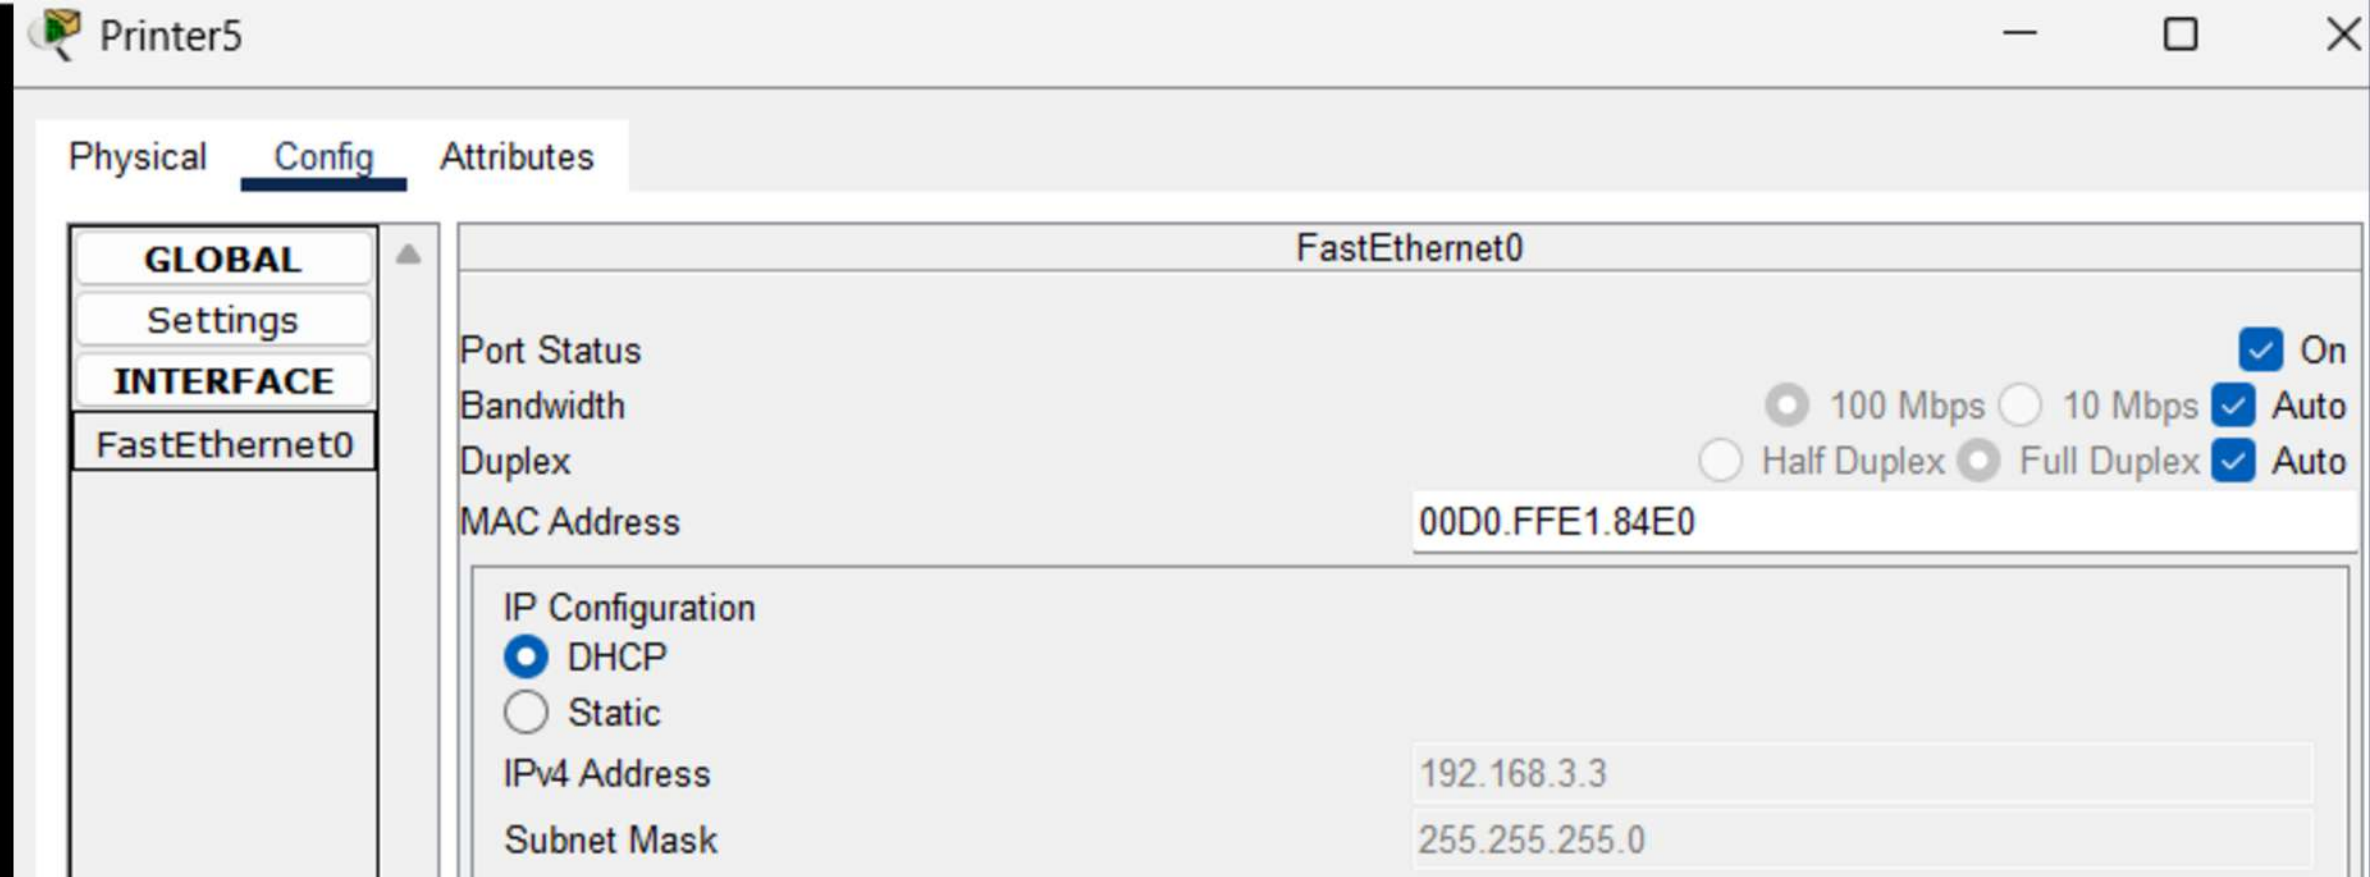 Printer5
Physical Config Attributes
GLOBAL
Settings
INTERFACE
FastEthernet0
FastEthernet0
Port Status On
Bandwidth 100 Mbps 10 Mbps Auto
Duplex Half Duplex Full Duplex Auto
MAC Address 00D0.FFE1.84E0
IP Configuration
DHCP
Static
IPv4 Address 192.168.3.3
Subnet Mask 255.255.255.0